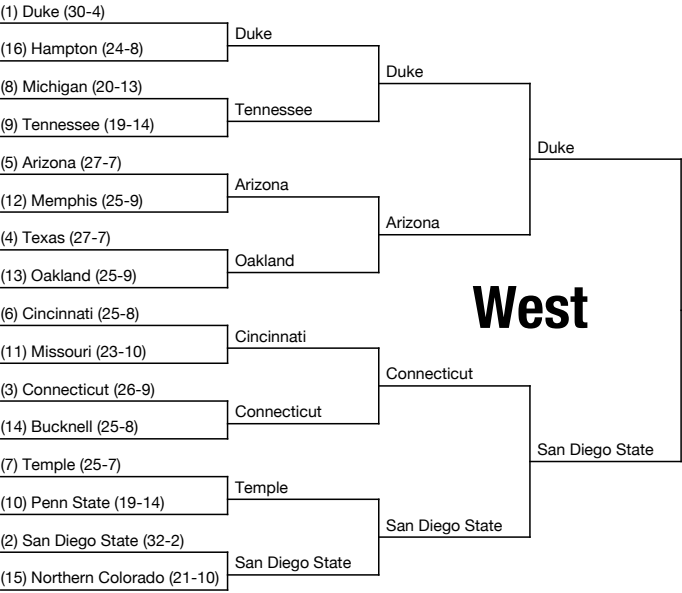 (1) Duke (30-4)
Duke
(16) Hampton (24-8)
Duke
(8) Michigan (20-13)
Tennessee
(9) Tennessee (19-14)
Duke
(5) Arizona (27-7)
Arizona
(12) Memphis (25-9)
Arizona
(4) Texas (27-7)
Oakland
(13) Oakland (25-9)
West
(6) Cincinnati (25-8)
Cincinnati
(11) Missouri (23-10)
Connecticut
(3) Connecticut (26-9)
Connecticut
(14) Bucknell (25-8)
San Diego State
(7) Temple (25-7)
Temple
(10) Penn State (19-14)
San Diego State
(2) San Diego State (32-2)
San Diego State
(15) Northern Colorado (21-10)